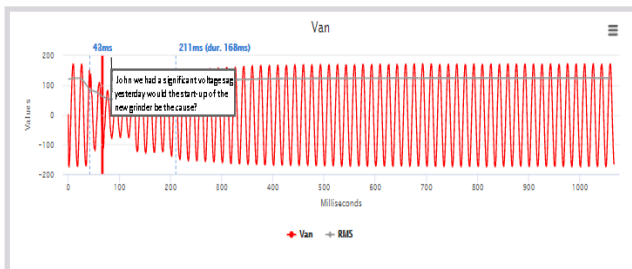 Van
43ms
211ms (dur. 168ms)
200
100
0
-100
-200
Values
John we had a significant voltage sag
yesterday would the start-up of the
new grinder be the cause?
0
100
200
300
400
500
600
700
800
900
1000
Milliseconds
Van
RMS